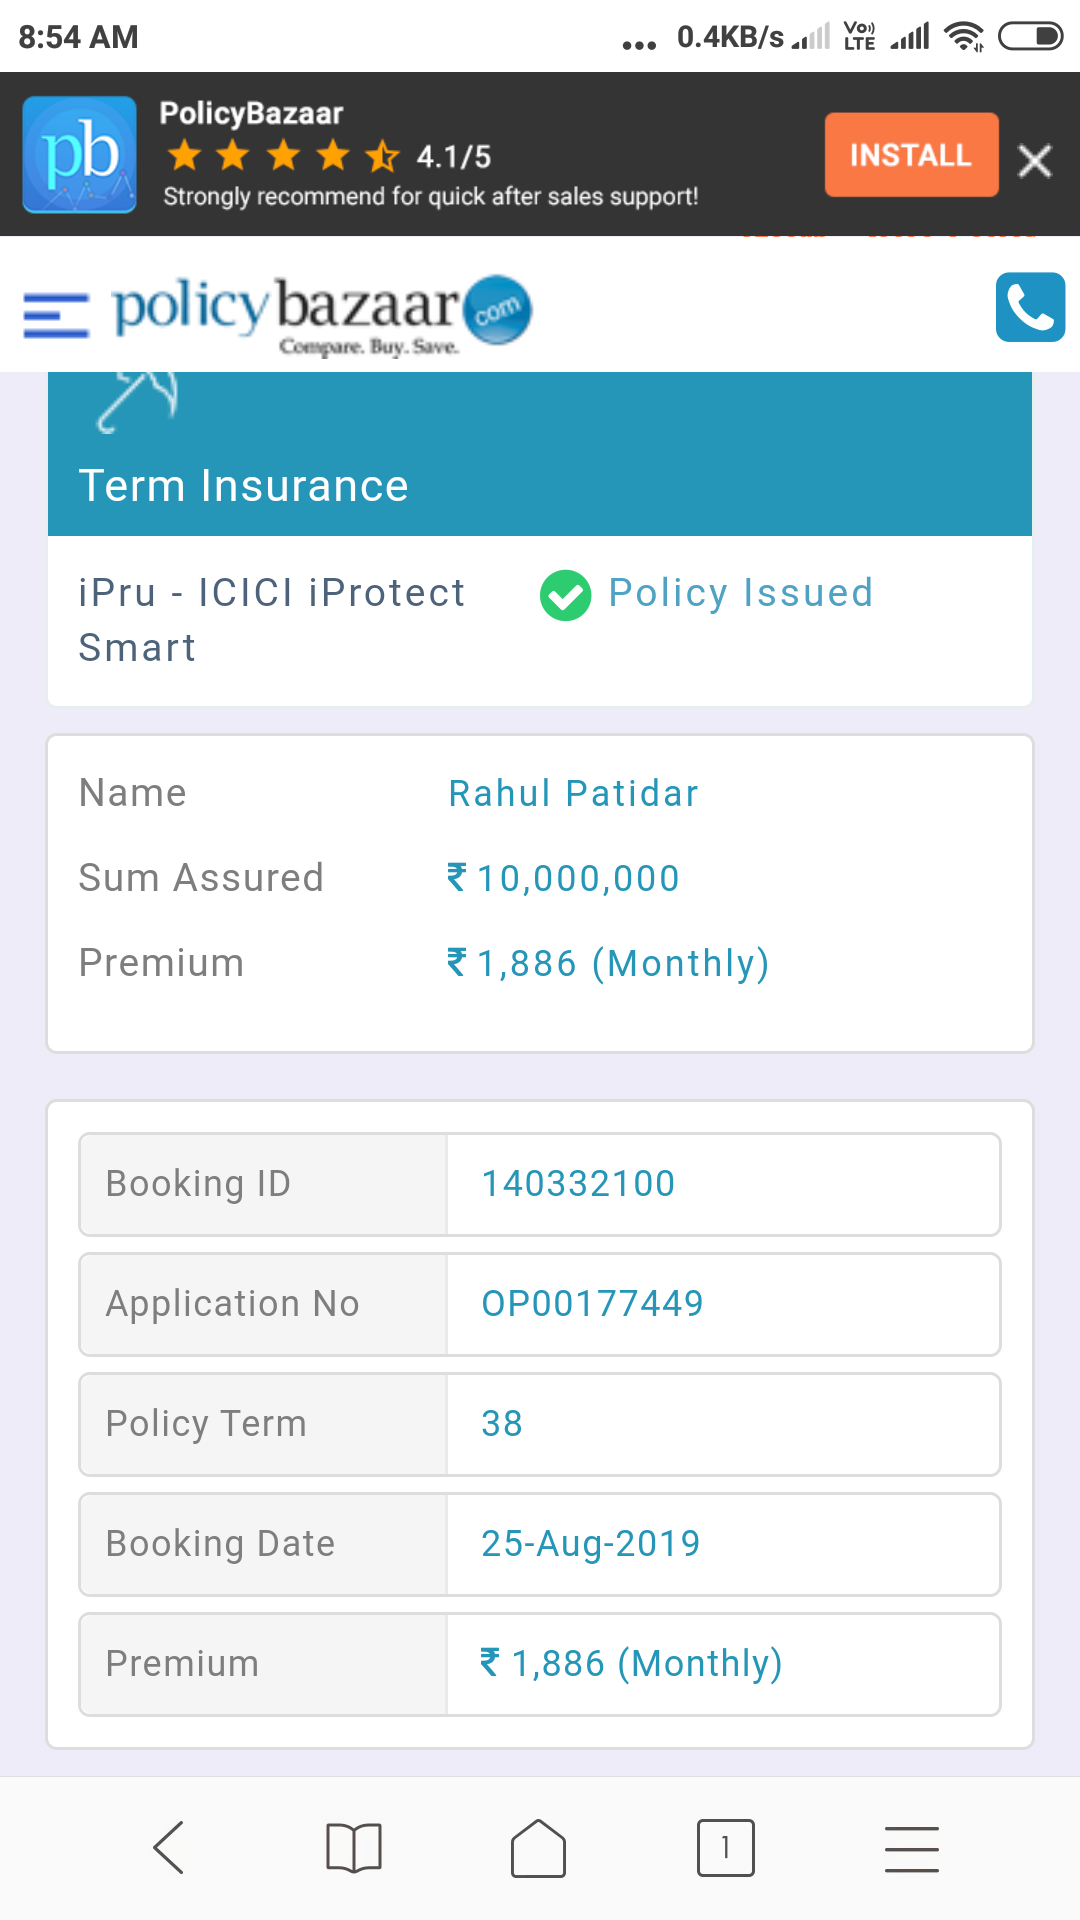 8:54 AM
... 0.4KB/s Vo)) LTE
PolicyBazaar
4.1/5
Strongly recommend for quick after sales support!
INSTALL
pb
policybazaar com
Compare. Buy. Save.
Term Insurance
iPru - ICICI iProtect Smart
Policy Issued
Name Rahul Patidar
Sum Assured ₹ 10,000,000
Premium ₹ 1,886 (Monthly)
Booking ID 140332100
Application No OP00177449
Policy Term 38
Booking Date 25-Aug-2019
Premium ₹ 1,886 (Monthly)
1